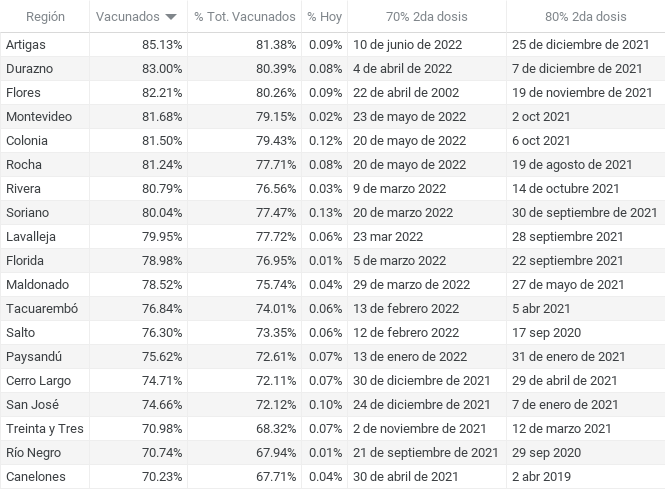 Región Vacunados % Tot. Vacunados % Hoy 70% 2da dosis 80% 2da dosis
Artigas 85.13% 81.38% 0.09% 10 de junio de 2022 25 de diciembre de 2021
Durazno 83.00% 80.39% 0.08% 4 de abril de 2022 7 de diciembre de 2021
Flores 82.21% 80.26% 0.09% 22 de abril de 2002 19 de noviembre de 2021
Montevideo 81.68% 79.15% 0.02% 23 de mayo de 2022 2 oct 2021
Colonia 81.50% 79.43% 0.12% 20 de mayo de 2022 6 oct 2021
Rocha 81.24% 77.71% 0.08% 20 de mayo de 2022 19 de agosto de 2021
Rivera 80.79% 76.56% 0.03% 9 de marzo 2022 14 de octubre 2021
Soriano 80.04% 77.47% 0.13% 20 de marzo 2022 30 de septiembre de 2021
Lavalleja 79.95% 77.72% 0.06% 23 mar 2022 28 septiembre 2021
Florida 78.98% 76.95% 0.01% 5 de marzo 2022 22 septiembre 2021
Maldonado 78.52% 75.74% 0.04% 29 de marzo de 2022 27 de mayo de 2021
Tacuarembó 76.84% 74.01% 0.06% 13 de febrero 2022 5 abr 2021
Salto 76.30% 73.35% 0.06% 12 de febrero 2022 17 sep 2020
Paysandú 75.62% 72.61% 0.07% 13 de enero de 2022 31 de enero de 2021
Cerro Largo 74.71% 72.11% 0.07% 30 de diciembre de 2021 29 de abril de 2021
San José 74.66% 72.12% 0.10% 24 de diciembre de 2021 7 de enero de 2021
Treinta y Tres 70.98% 68.32% 0.07% 2 de noviembre de 2021 12 de marzo de 2021
Río Negro 70.74% 67.94% 0.01% 21 de septiembre de 2021 29 sep 2020
Canelones 70.23% 67.71% 0.04% 30 de abril de 2021 2 abr 2019